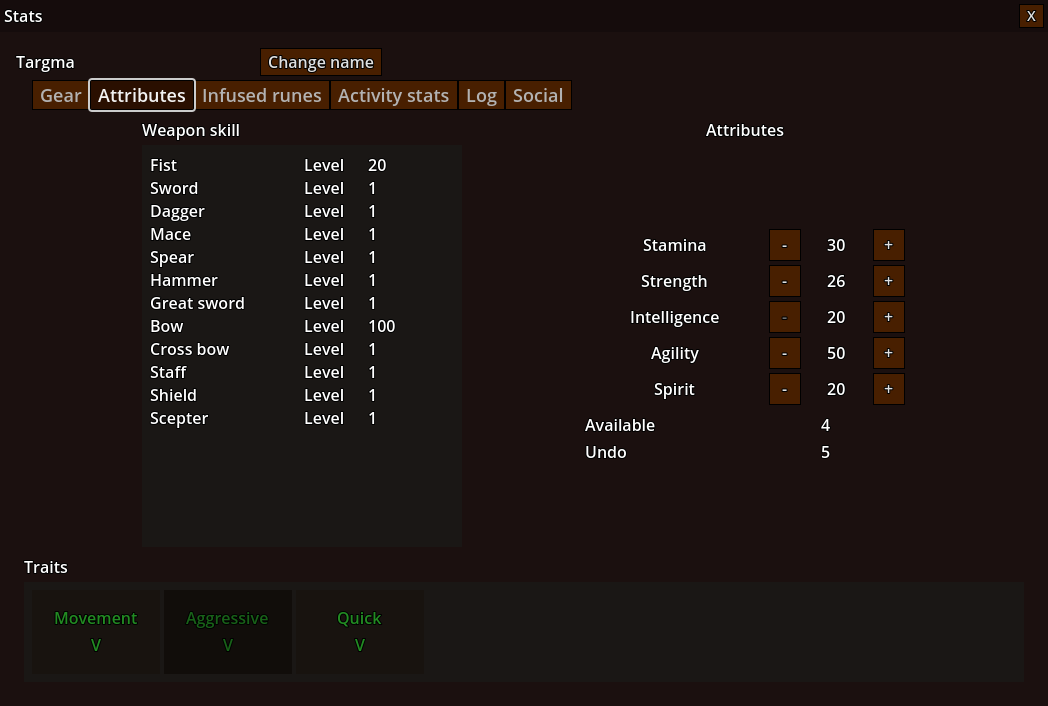 Stats X
Targma Change name
Gear Attributes Infused runes Activity stats Log Social
Weapon skill
Fist Level 20
Sword Level 1
Dagger Level 1
Mace Level 1
Spear Level 1
Hammer Level 1
Great sword Level 1
Bow Level 100
Cross bow Level 1
Staff Level 1
Shield Level 1
Scepter Level 1
Attributes
Stamina - 30 +
Strength - 26 +
Intelligence - 20 +
Agility - 50 +
Spirit - 20 +
Available 4
Undo 5
Traits
Movement
V
Aggressive
V
Quick
V